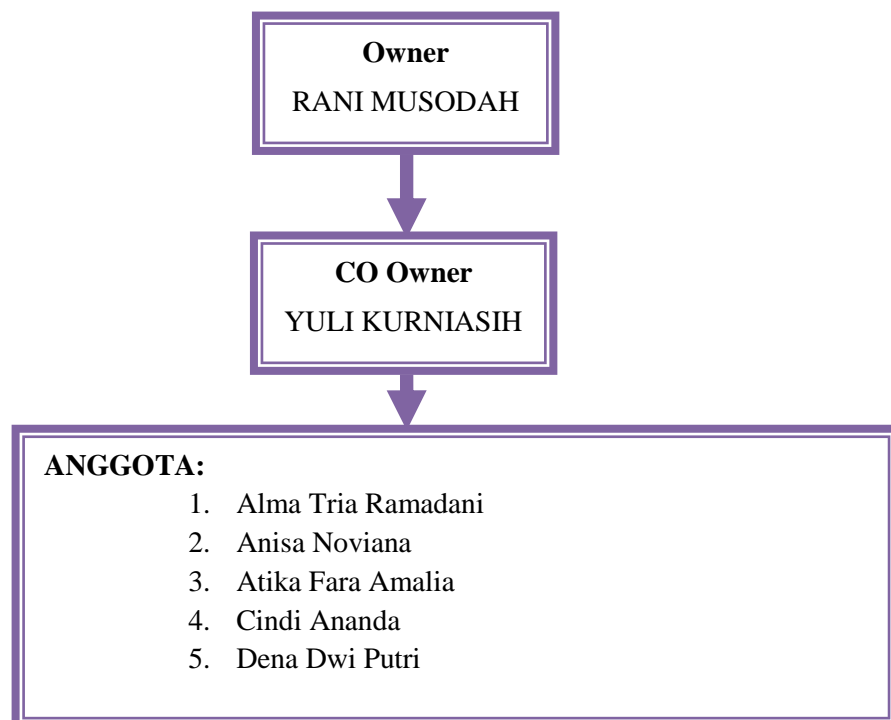 Owner
RANI MUSODAH
CO Owner
YULI KURNIASIH
ANGGOTA:
1. Alma Tria Ramadani
2. Anisa Noviana
3. Atika Fara Amalia
4. Cindi Ananda
5. Dena Dwi Putri